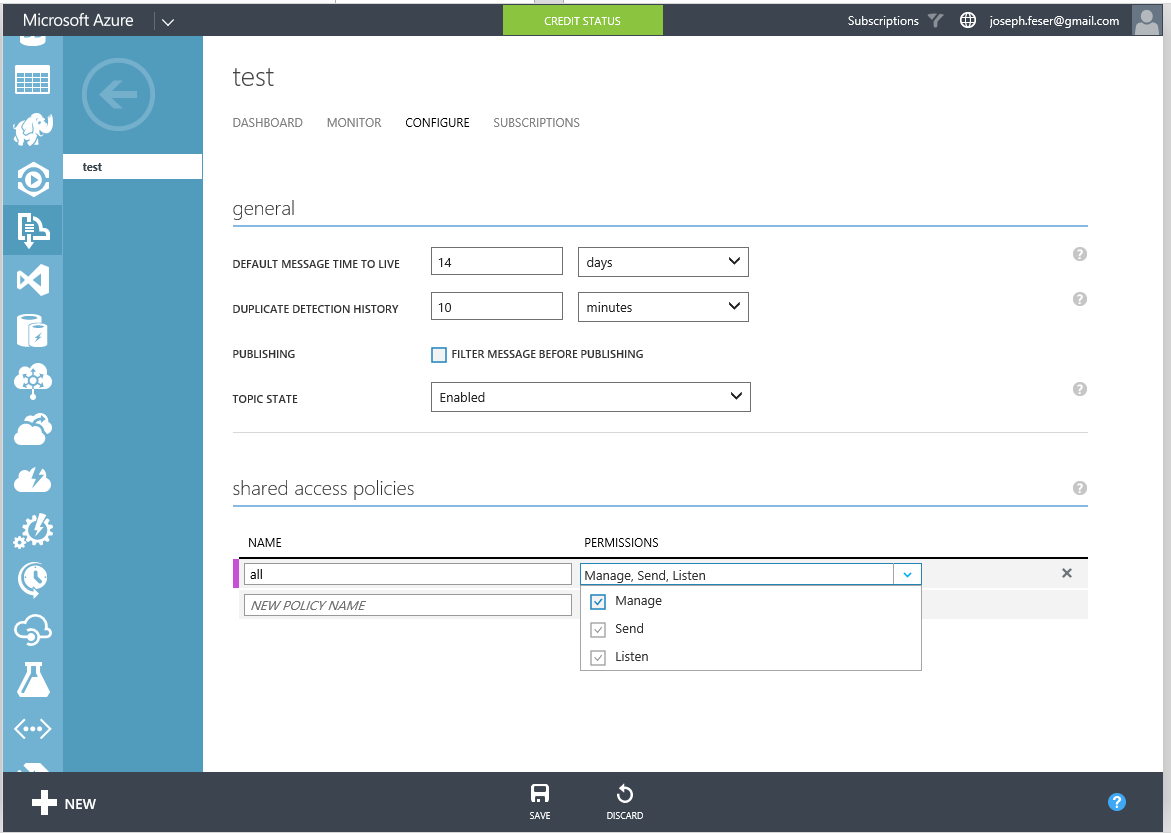 Microsoft Azure
CREDIT STATUS
Subscriptions
joseph.feser@gmail.com
test
test
DASHBOARD MONITOR CONFIGURE SUBSCRIPTIONS
general
DEFAULT MESSAGE TIME TO LIVE 14 days ?
DUPLICATE DETECTION HISTORY 10 minutes ?
PUBLISHING FILTER MESSAGE BEFORE PUBLISHING
TOPIC STATE Enabled ?
shared access policies ?
NAME PERMISSIONS
all Manage, Send, Listen
NEW POLICY NAME
Manage
Send
Listen
NEW SAVE DISCARD ?